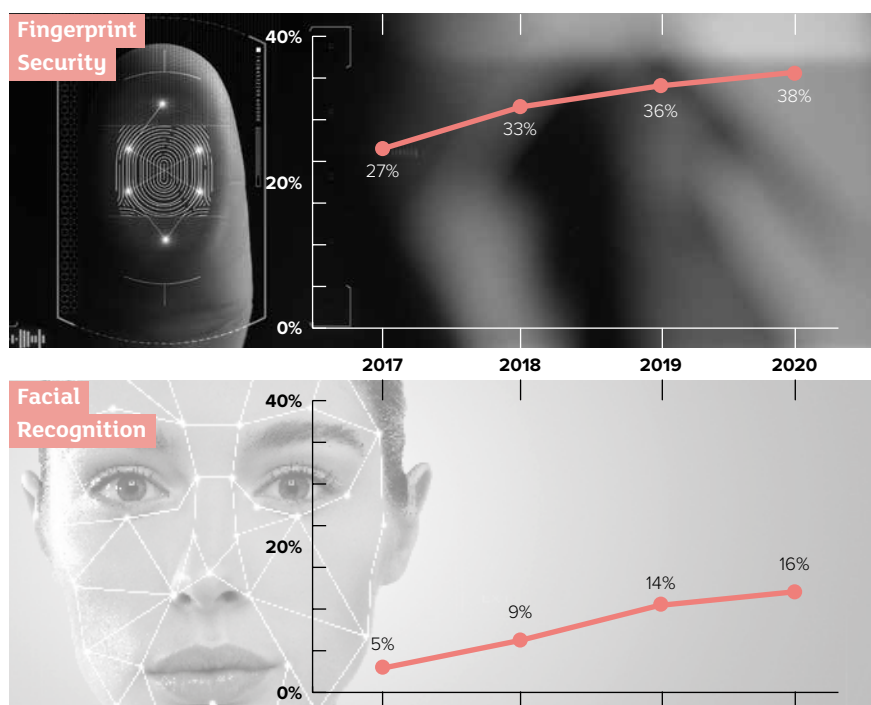 Fingerprint
Security
40%
20%
0%
27%
33%
36%
38%
2017 2018 2019 2020
Facial
Recognition
40%
20%
0%
5%
9%
14%
16%